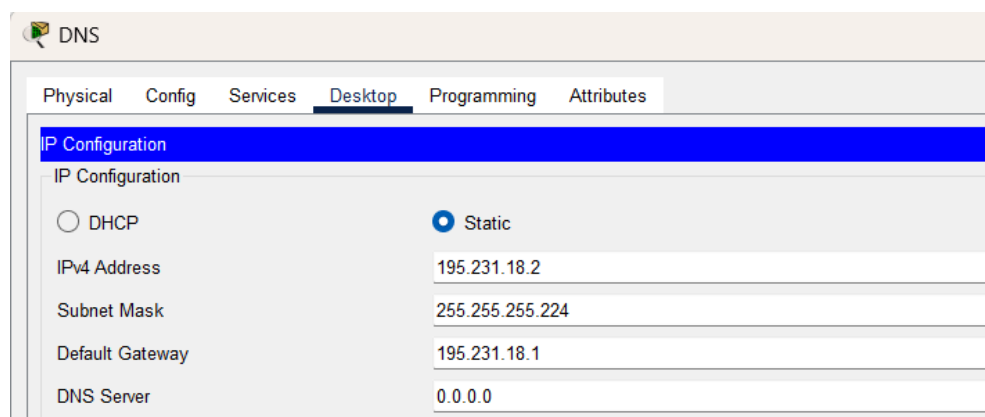 DNS
Physical Config Services Desktop Programming Attributes
IP Configuration
IP Configuration
DHCP Static
IPv4 Address 195.231.18.2
Subnet Mask 255.255.255.224
Default Gateway 195.231.18.1
DNS Server 0.0.0.0